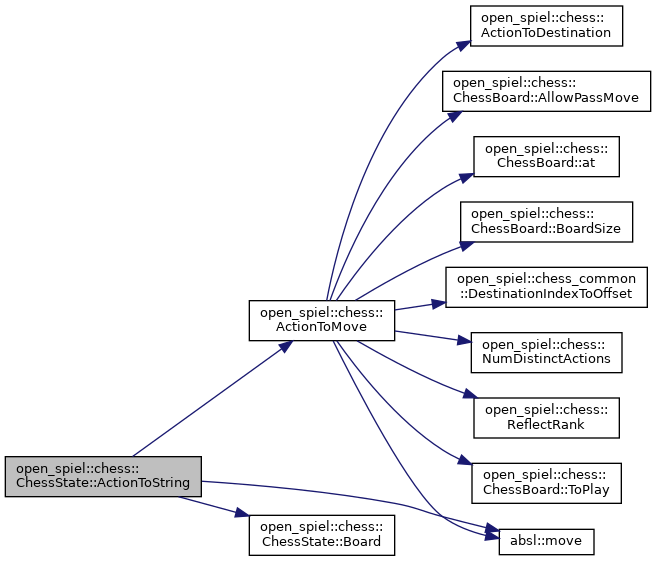 open_spiel::chess::
ActionToDestination
open_spiel::chess::
ChessBoard::AllowPassMove
open_spiel::chess::
ChessBoard::at
open_spiel::chess::
ChessBoard::BoardSize
open_spiel::chess_common
::DestinationIndexToOffset
open_spiel::chess::
ActionToMove
open_spiel::chess::
NumDistinctActions
open_spiel::chess::
ReflectRank
open_spiel::chess::
ChessState::ActionToString
open_spiel::chess::
ChessBoard::ToPlay
open_spiel::chess::
ChessState::Board
absl::move